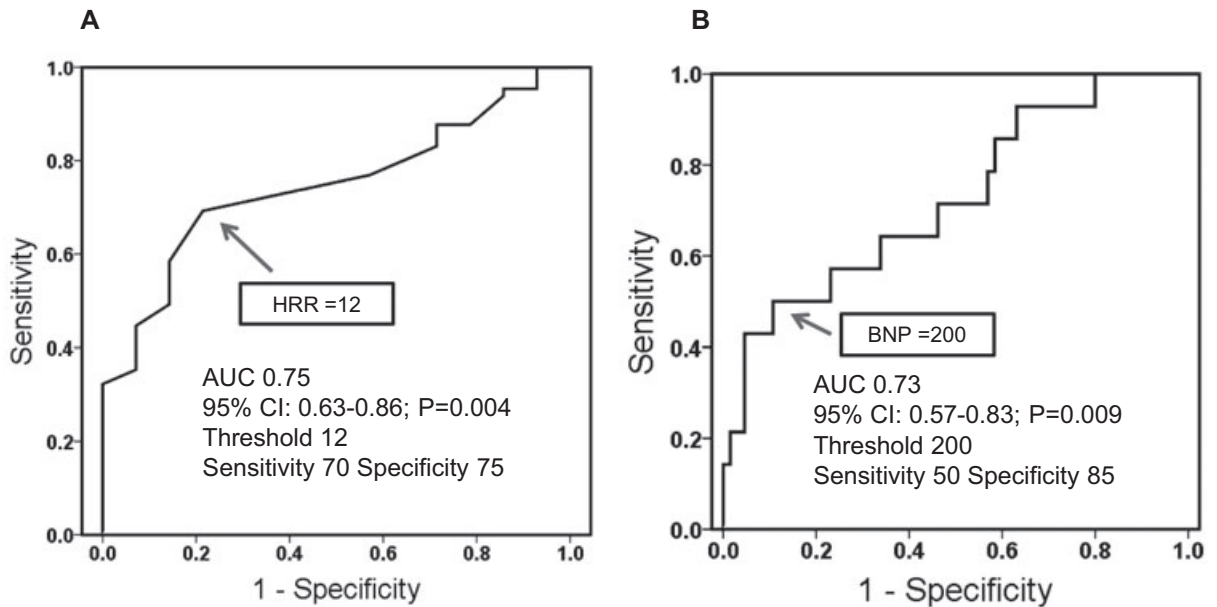 A
1.0
0.8
0.6
0.4
0.2
0.0
Sensitivity
HRR =12
AUC 0.75
95% CI: 0.63-0.86; P=0.004
Threshold 12
Sensitivity 70 Specificity 75
0.0 0.2 0.4 0.6 0.8 1.0
1 - Specificity
B
1.0
0.8
0.6
0.4
0.2
0.0
Sensitivity
BNP =200
AUC 0.73
95% CI: 0.57-0.83; P=0.009
Threshold 200
Sensitivity 50 Specificity 85
0.0 0.2 0.4 0.6 0.8 1.0
1 - Specificity